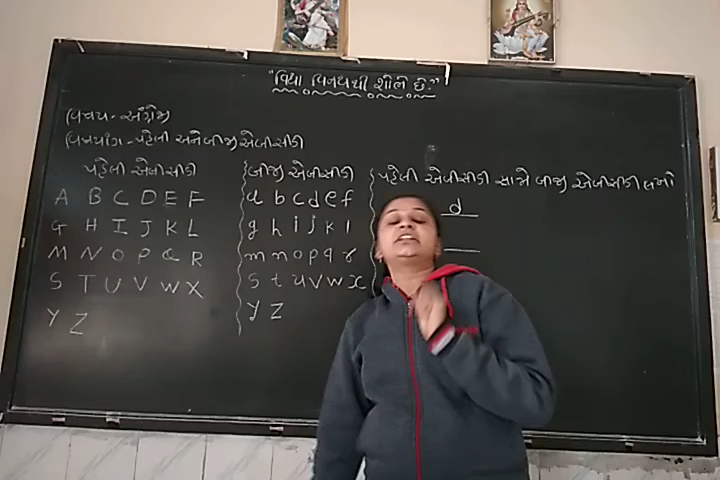 "વિદ્યા વિનયથી શોભે છે."
વિષય - અંગ્રેજી
વિષયાંગ - પહેલી અને બીજી એબીસીડી
પહેલી એબીસીડી
A B C D E F
G H I J K L
M N O P Q R
S T U V W X
Y Z
બીજી એબીસીડી
a b c d e f
g h i j k l
m n o p q r
s t u v w x
y z
પહેલી એબીસીડી સામે બીજી એબીસીડી લખો
d